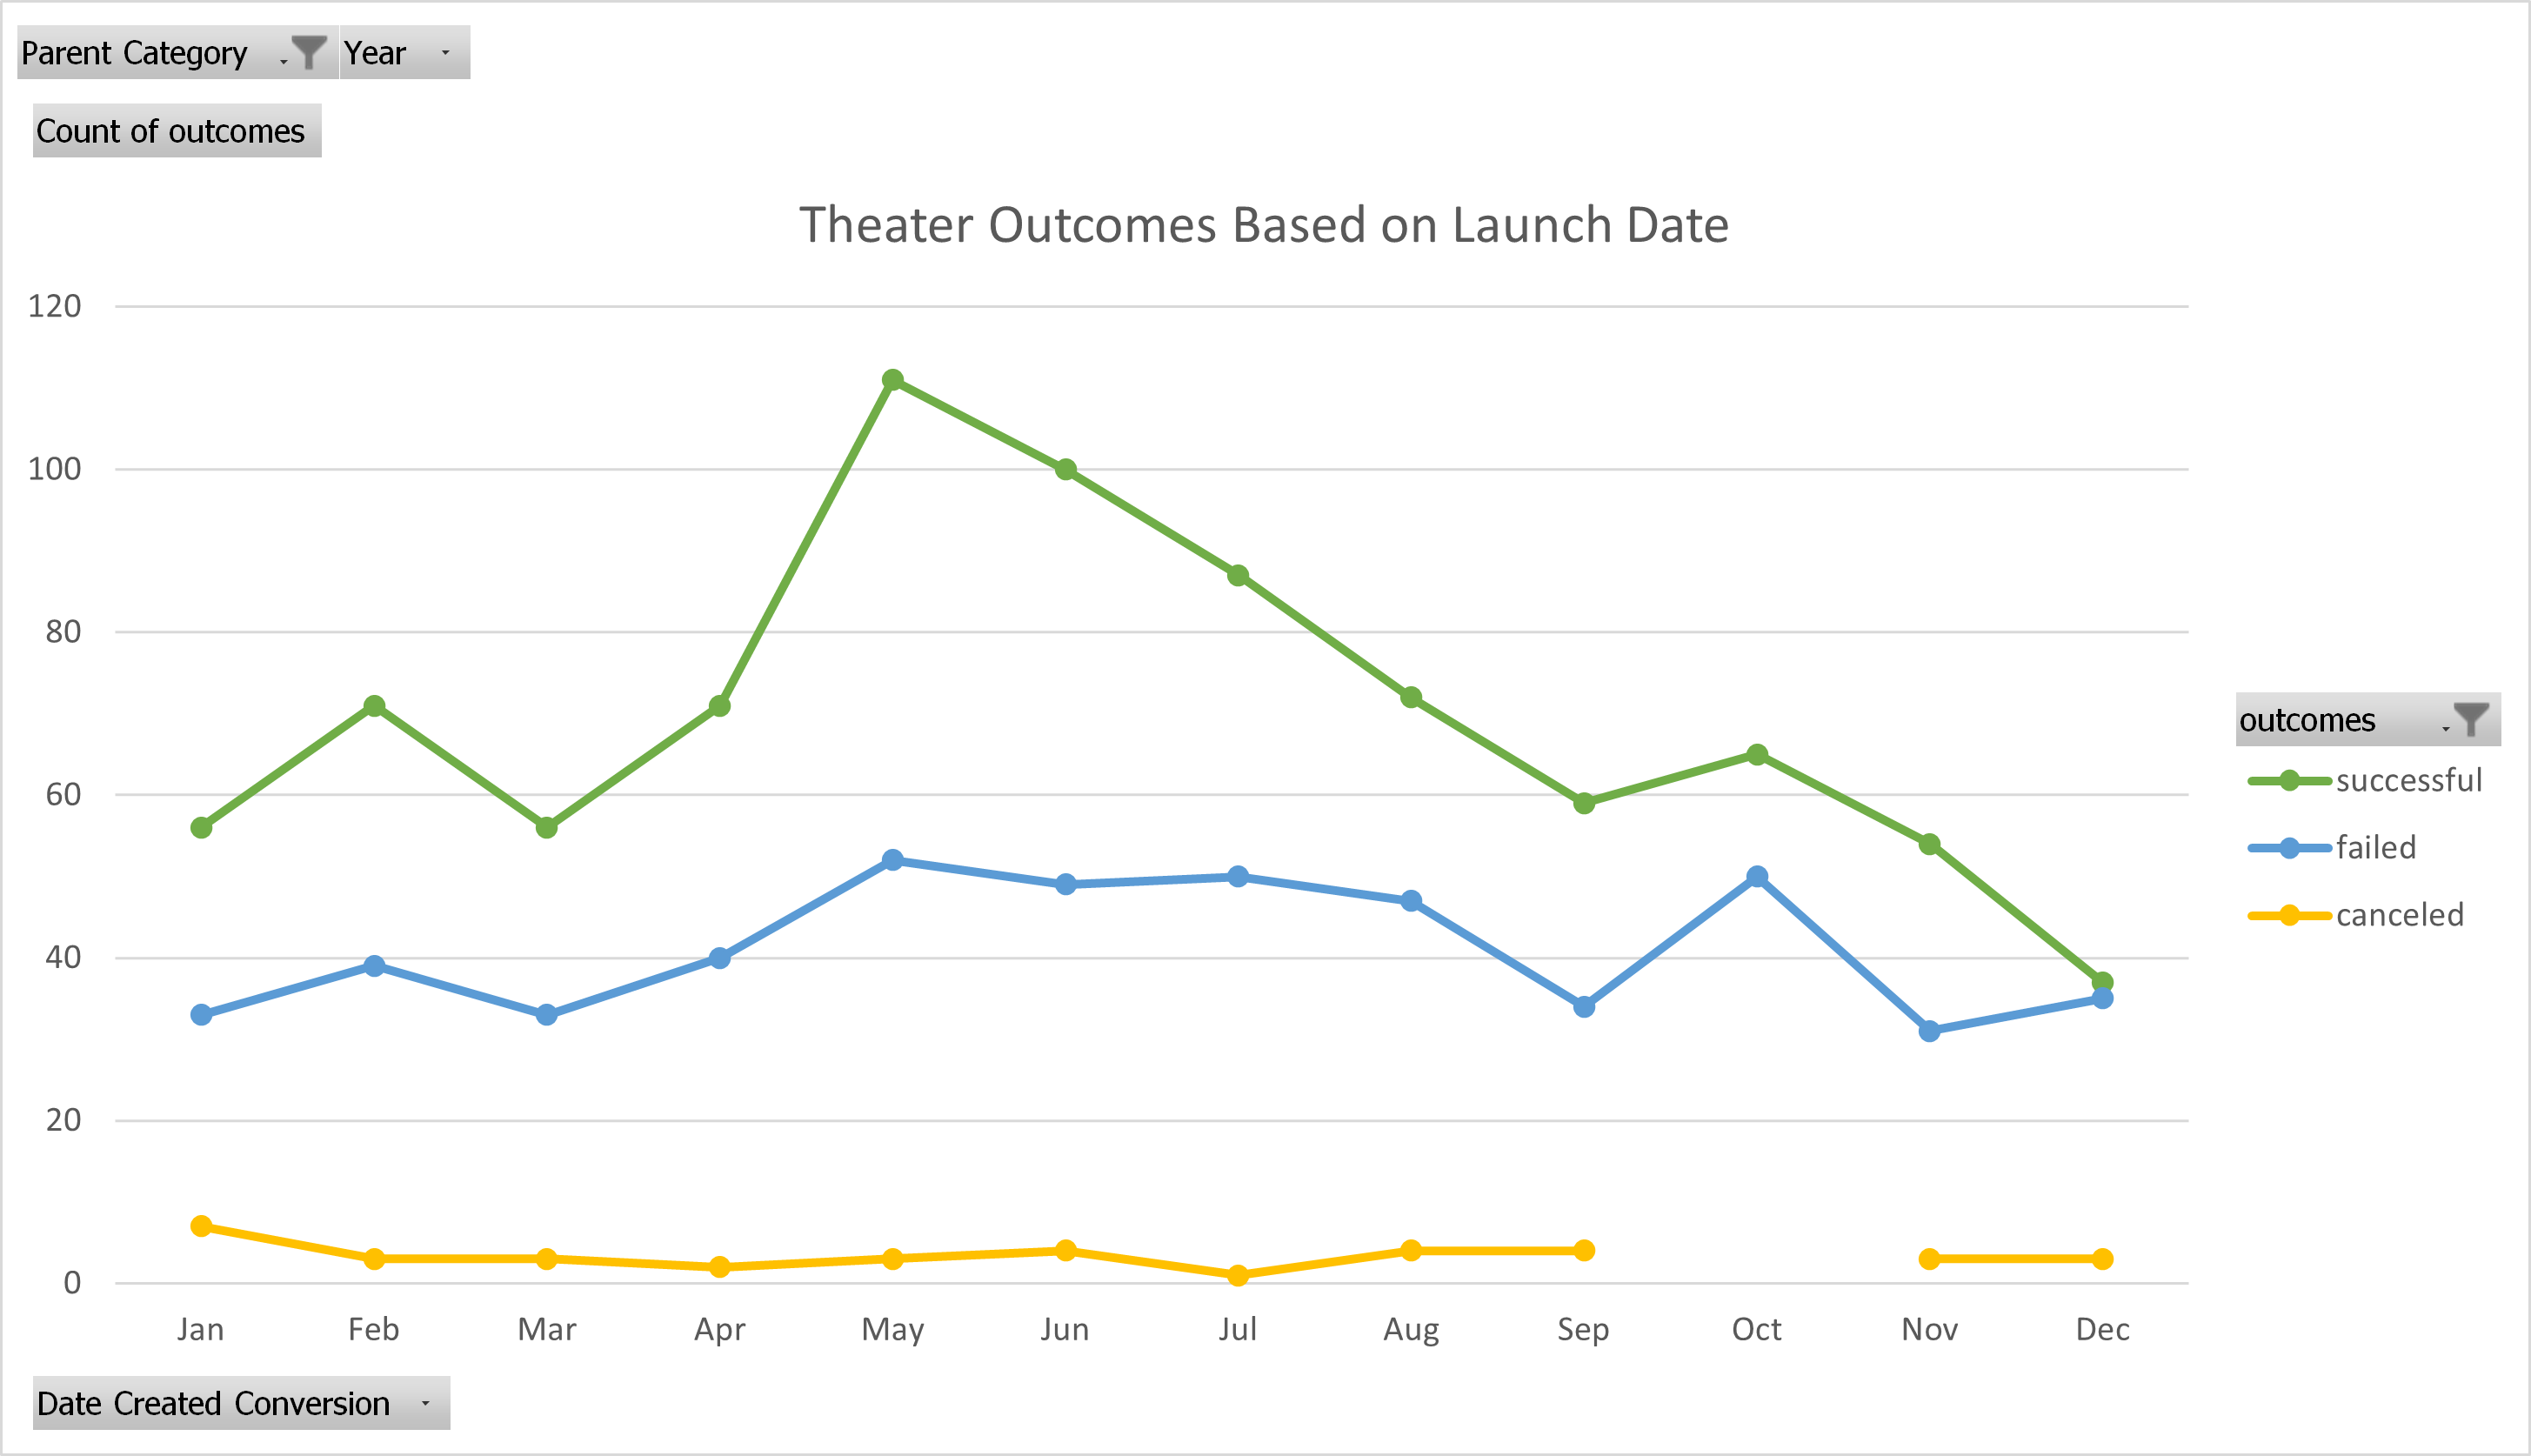 Parent Category Year
Count of outcomes
Theater Outcomes Based on Launch Date
120
100
80
60
40
20
0
Jan Feb Mar Apr May Jun Jul Aug Sep Oct Nov Dec
outcomes
successful
failed
canceled
Date Created Conversion